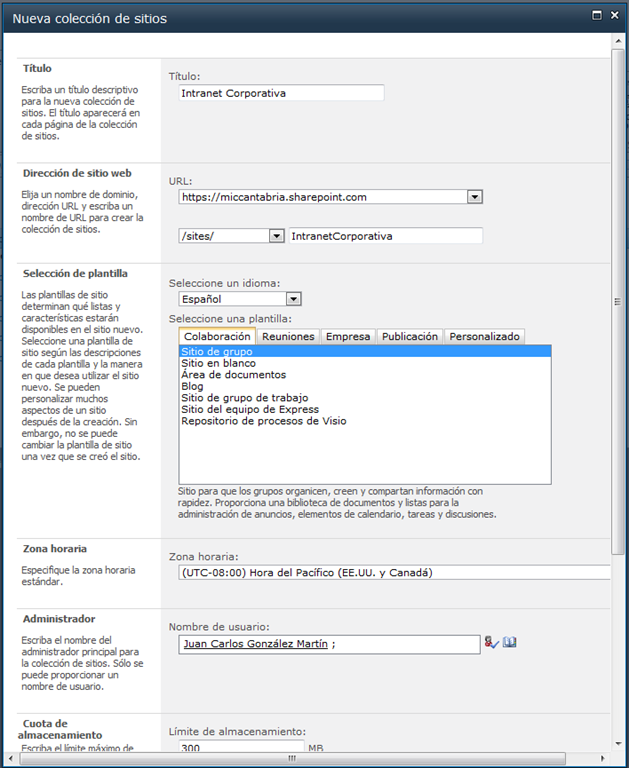 Nueva colección de sitios
Título
Escriba un título descriptivo
para la nueva colección de
sitios. El título aparecerá en
cada página de la colección
de sitios.
Título:
Intranet Corporativa
Dirección de sitio web
Elija un nombre de dominio,
dirección URL y escriba un
nombre de URL para crear la
colección de sitios.
URL:
https://miccantabria.sharepoint.com
/sites/ IntranetCorporativa
Selección de plantilla
Las plantillas de sitio
determinan qué listas y
características estarán
disponibles en el sitio nuevo.
Seleccione una plantilla de
sitio según las descripciones
de cada plantilla y la manera
en que desea utilizar el sitio
nuevo. Se pueden
personalizar muchos
aspectos de un sitio
después de la creación. Sin
embargo, no se puede
cambiar la plantilla de sitio
una vez que se creó el sitio.
Seleccione un idioma:
Español
Seleccione una plantilla:
Colaboración Reuniones Empresa Publicación Personalizado
Sitio de grupo
Sitio en blanco
Área de documentos
Blog
Sitio de grupo de trabajo
Sitio del equipo de Express
Repositorio de procesos de Visio
Sitio para que los grupos organicen, creen y compartan información con
rapidez. Proporciona una biblioteca de documentos y listas para la
administración de anuncios, elementos de calendario, tareas y discusiones.
Zona horaria
Especifique la zona horaria
estándar.
Zona horaria:
(UTC-08:00) Hora del Pacífico (EE.UU. y Canadá)
Administrador
Escriba el nombre del
administrador principal para
la colección de sitios. Sólo se
puede proporcionar un
nombre de usuario.
Nombre de usuario:
Juan Carlos González Martín ;
Cuota de
almacenamiento
Escriba el límite máximo de
Límite de almacenamiento:
300 MB